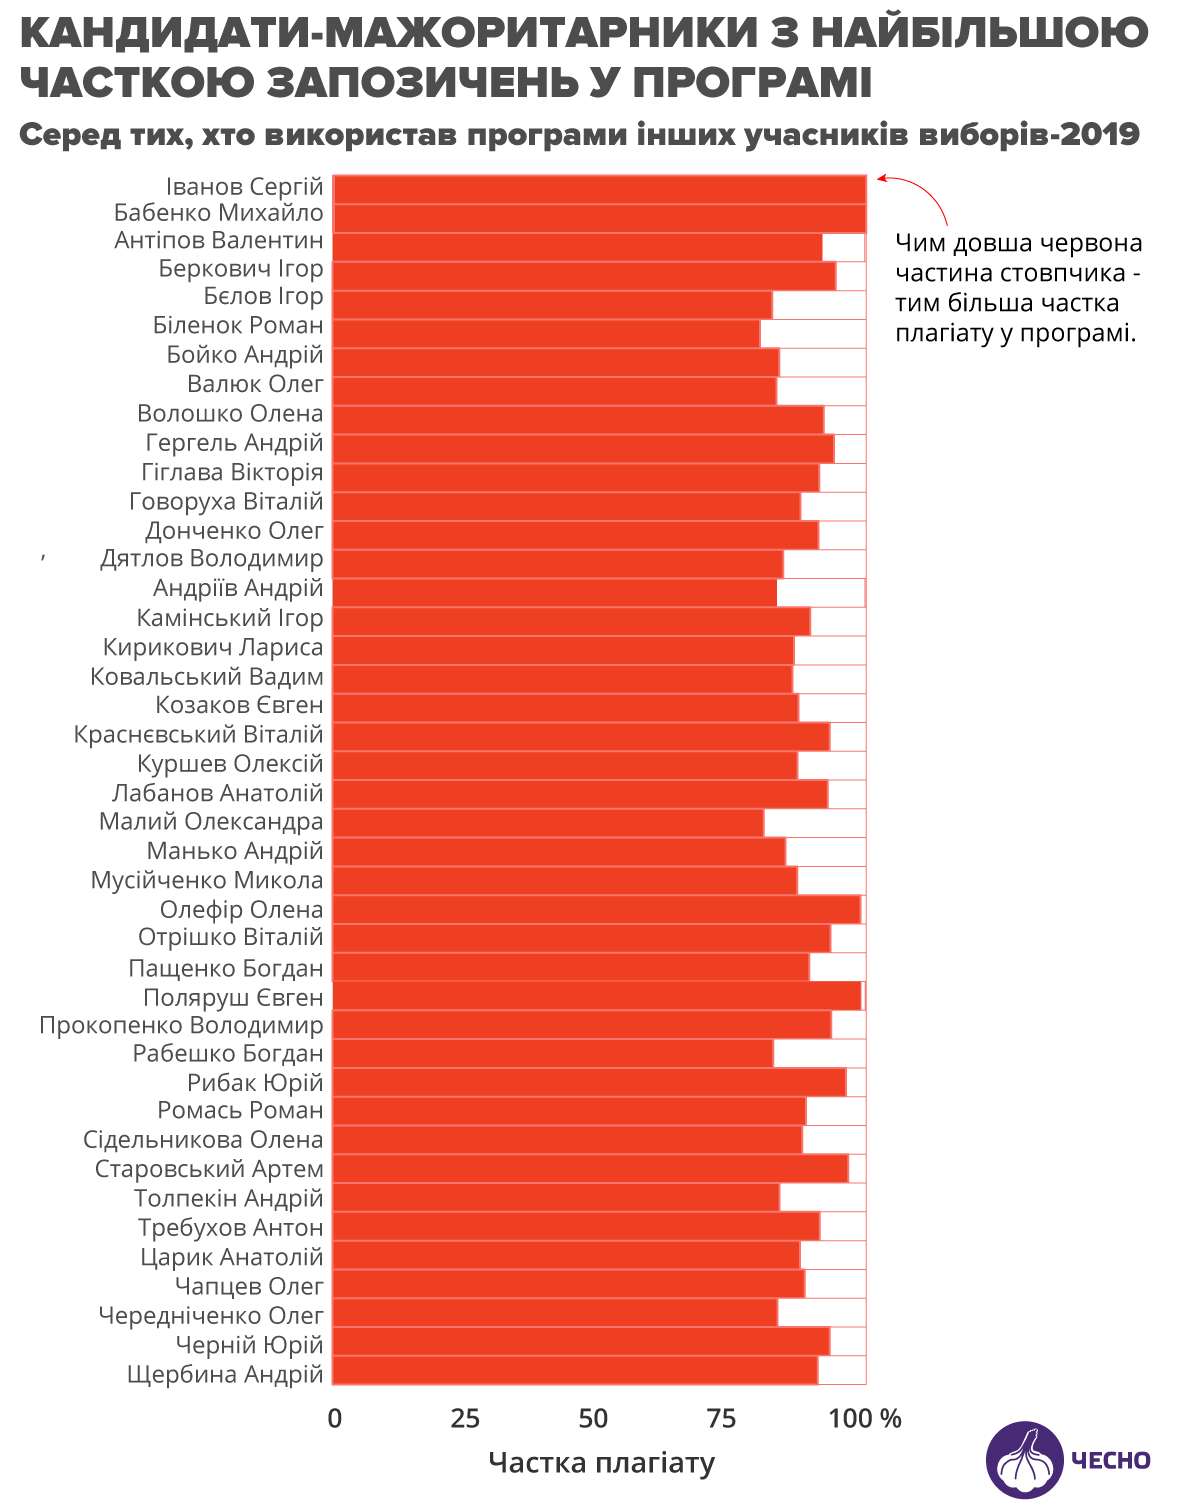 КАНДИДАТИ-МАЖОРИТАРНИКИ З НАЙБІЛЬШОЮ
ЧАСТКОЮ ЗАПОЗИЧЕНЬ У ПРОГРАМІ
Серед тих, хто використав програми інших учасників виборів-2019
Іванов Сергій
Бабенко Михайло
Антіпов Валентин
Беркович Ігор
Бєлов Ігор
Біленок Роман
Бойко Андрій
Валюк Олег
Волошко Олена
Гергель Андрій
Гіглава Вікторія
Говоруха Віталій
Донченко Олег
, Дятлов Володимир
Андріїв Андрій
Камінський Ігор
Кирикович Лариса
Ковальський Вадим
Козаков Євген
Краснєвський Віталій
Куршев Олексій
Лабанов Анатолій
Малий Олександра
Манько Андрій
Мусійченко Микола
Олефір Олена
Отрішко Віталій
Пащенко Богдан
Поляруш Євген
Прокопенко Володимир
Рабешко Богдан
Рибак Юрій
Ромась Роман
Сідельникова Олена
Старовський Артем
Толпекін Андрій
Требухов Антон
Царик Анатолій
Чапцев Олег
Чередніченко Олег
Черній Юрій
Щербина Андрій
Чим довша червона
частина стовпчика -
тим більша частка
плагіату у програмі.
0 25 50 75 100 %
Частка плагіату
ЧЕСНО